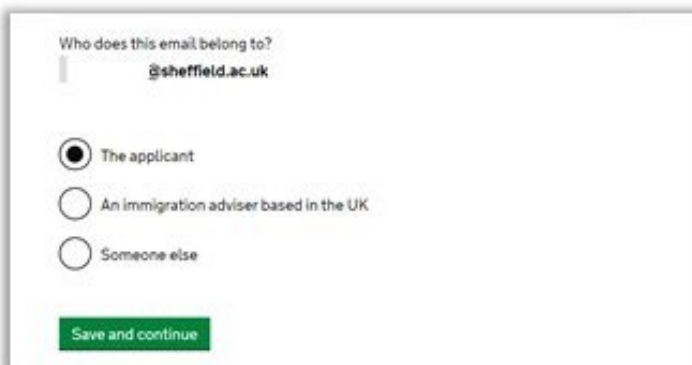 Who does this email belong to?
@sheffield.ac.uk
The applicant
An immigration adviser based in the UK
Someone else
Save and continue